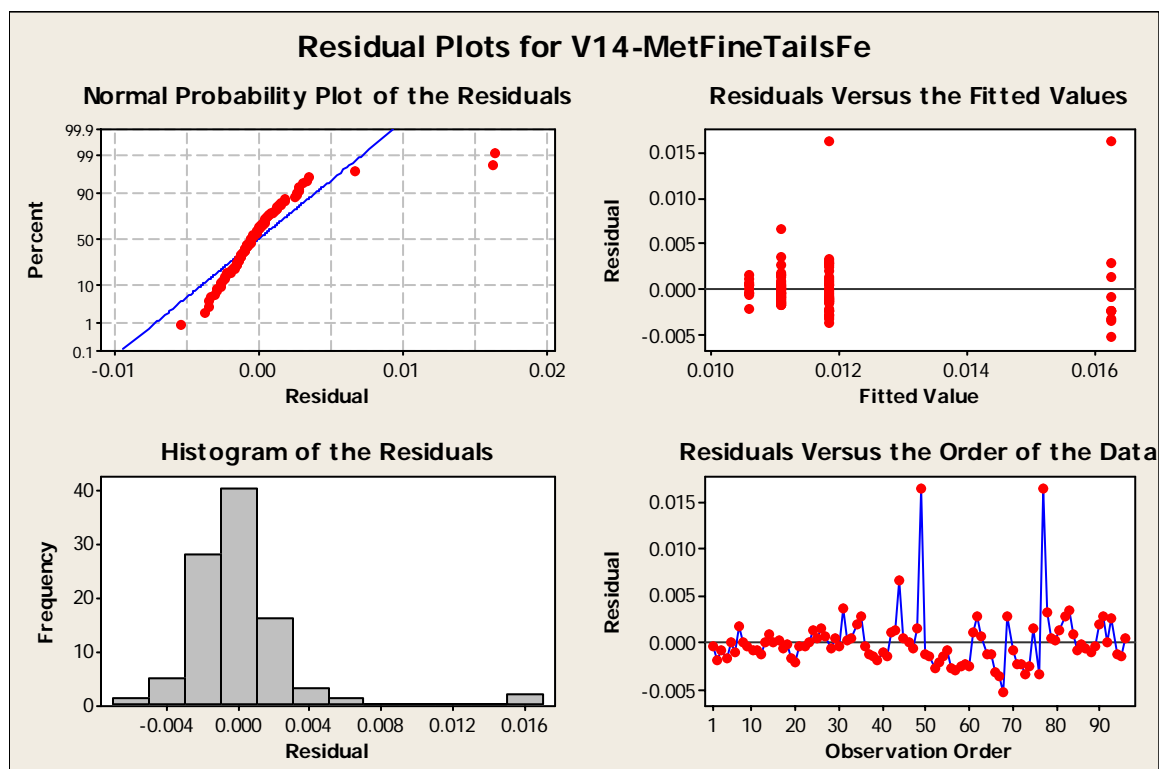 Residual Plots for V14-MetFineTailsFe
Normal Probability Plot of the Residuals
99.9
99
90
50
10
1
0.1
Percent
-0.01 0.00 0.01 0.02
Residual
Residuals Versus the Fitted Values
0.015
0.010
0.005
0.000
-0.005
Residual
0.010 0.012 0.014 0.016
Fitted Value
Histogram of the Residuals
40
30
20
10
0
Frequency
-0.004 0.000 0.004 0.008 0.012 0.016
Residual
Residuals Versus the Order of the Data
0.015
0.010
0.005
0.000
-0.005
Residual
1 10 20 30 40 50 60 70 80 90
Observation Order